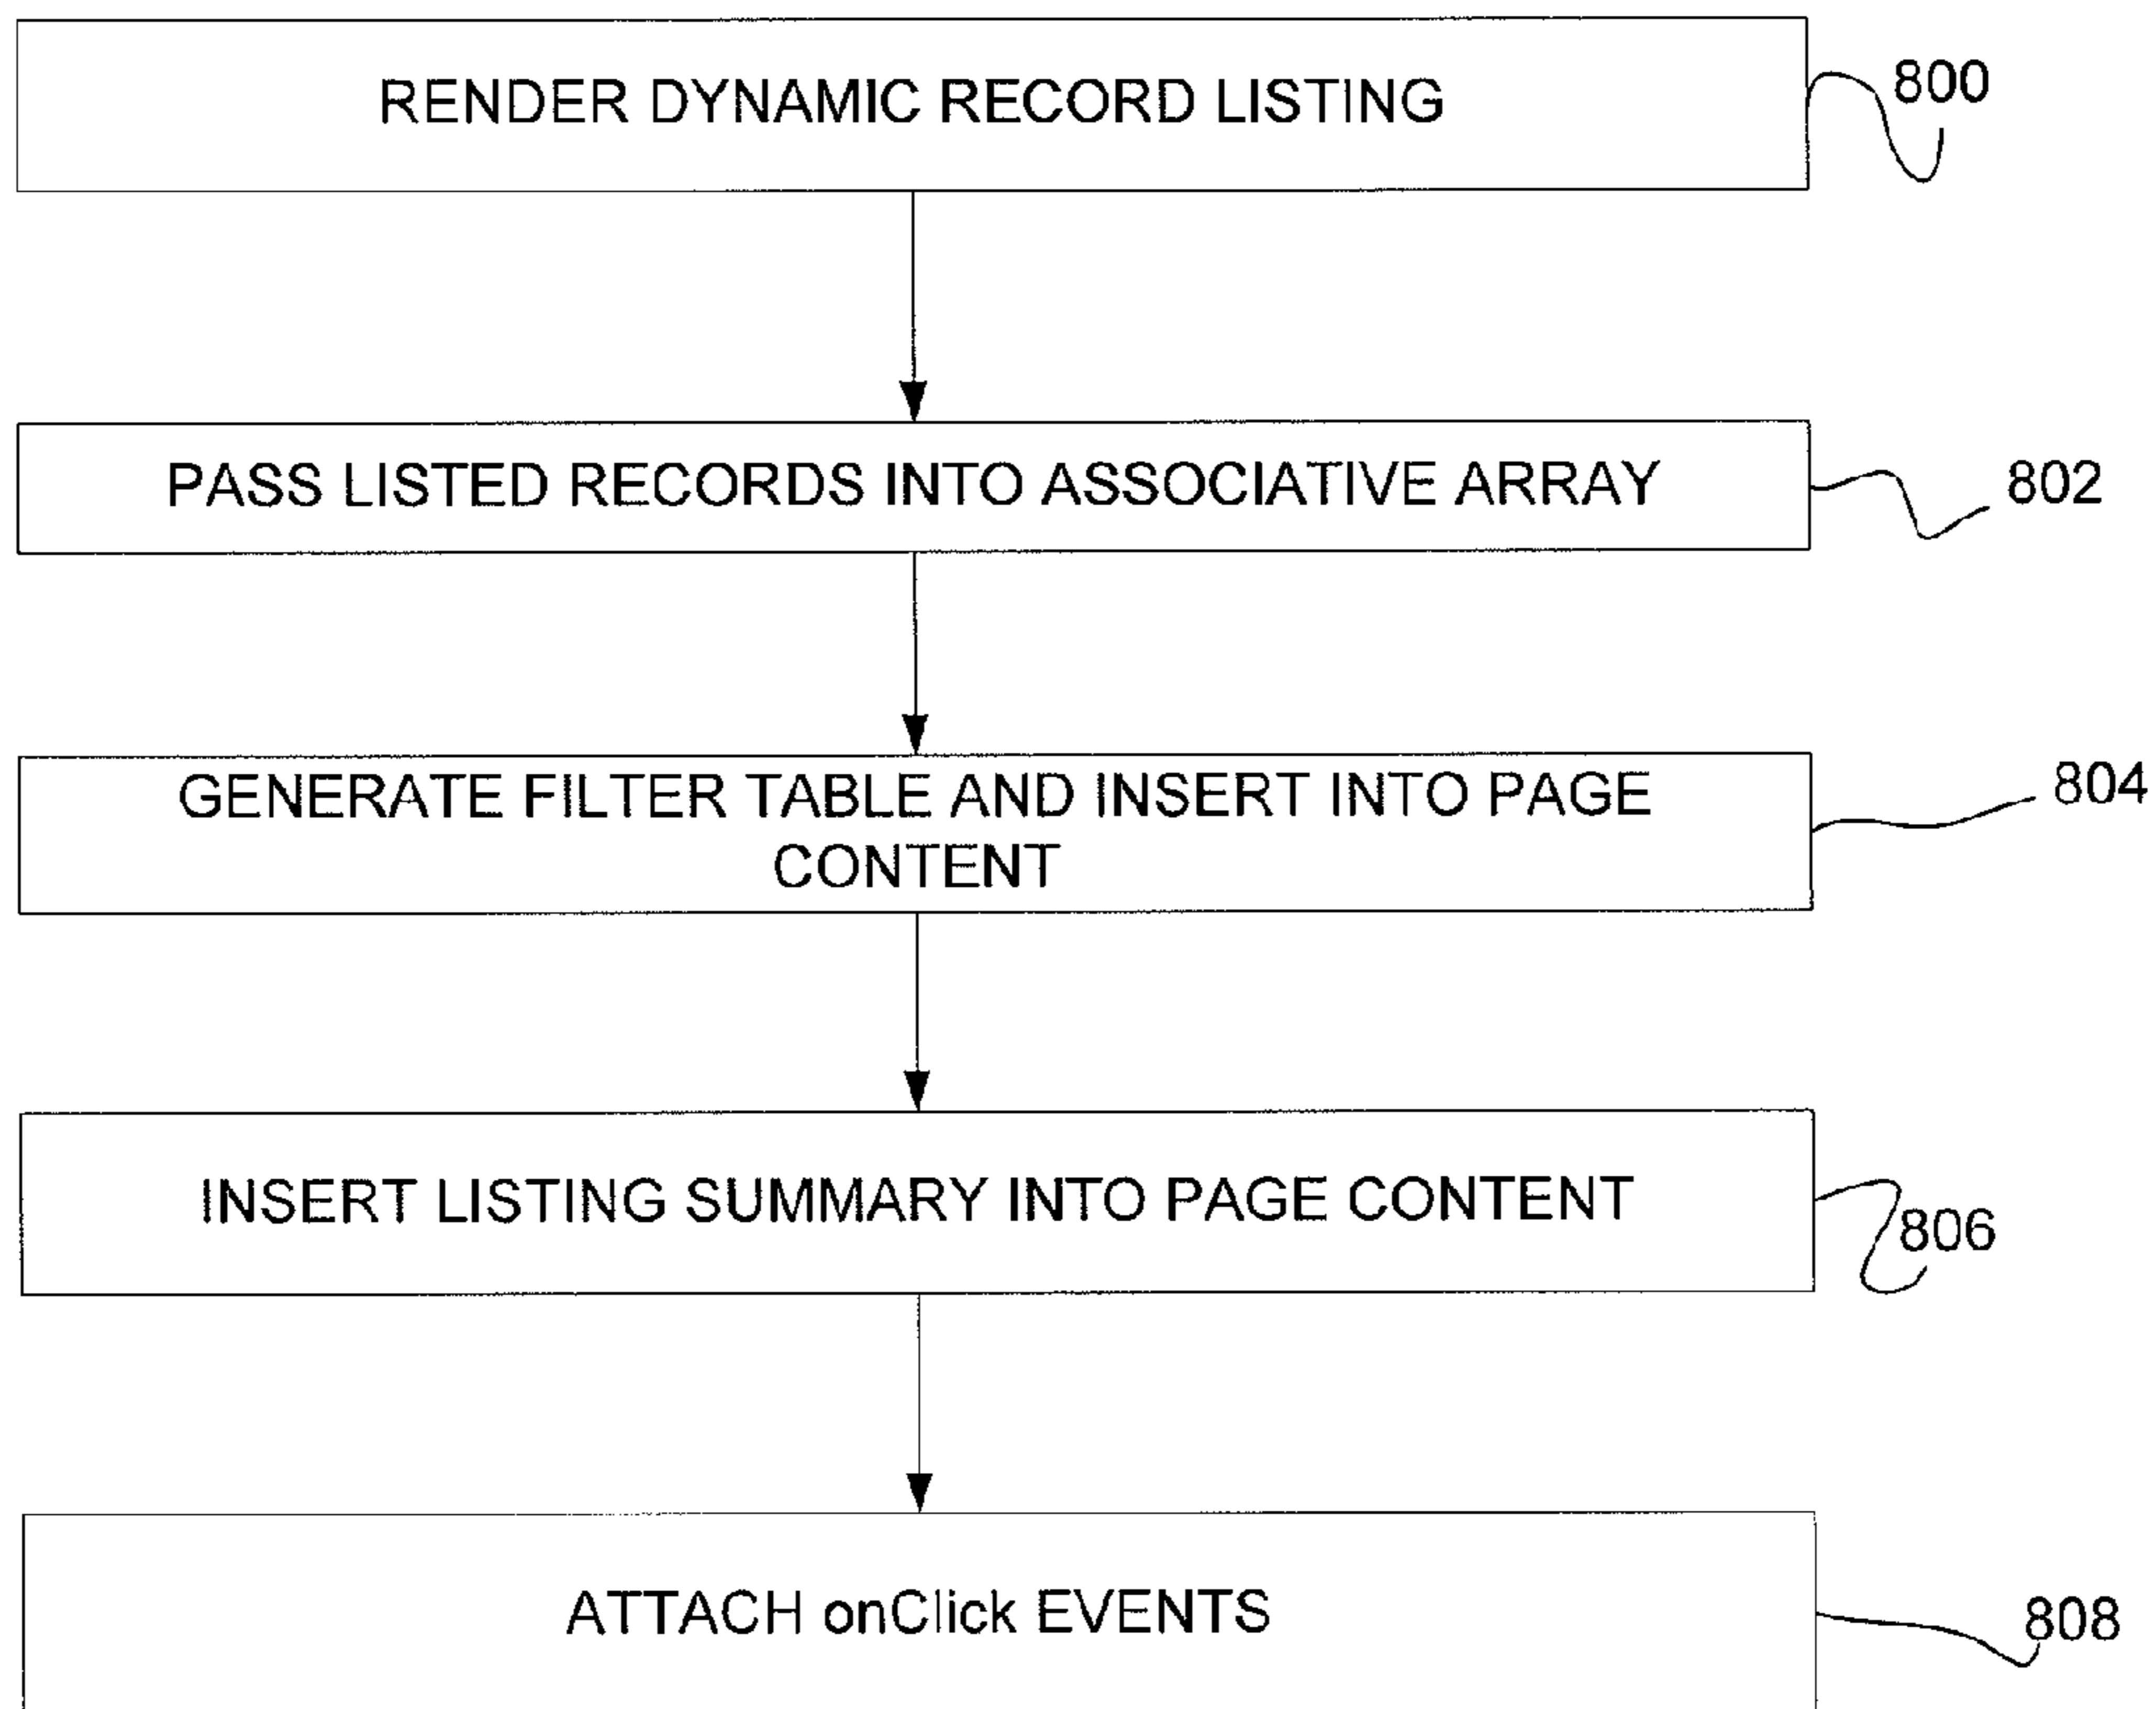 RENDER DYNAMIC RECORD LISTING
800
PASS LISTED RECORDS INTO ASSOCIATIVE ARRAY
802
GENERATE FILTER TABLE AND INSERT INTO PAGE
CONTENT
804
INSERT LISTING SUMMARY INTO PAGE CONTENT
806
ATTACH onClick EVENTS
808